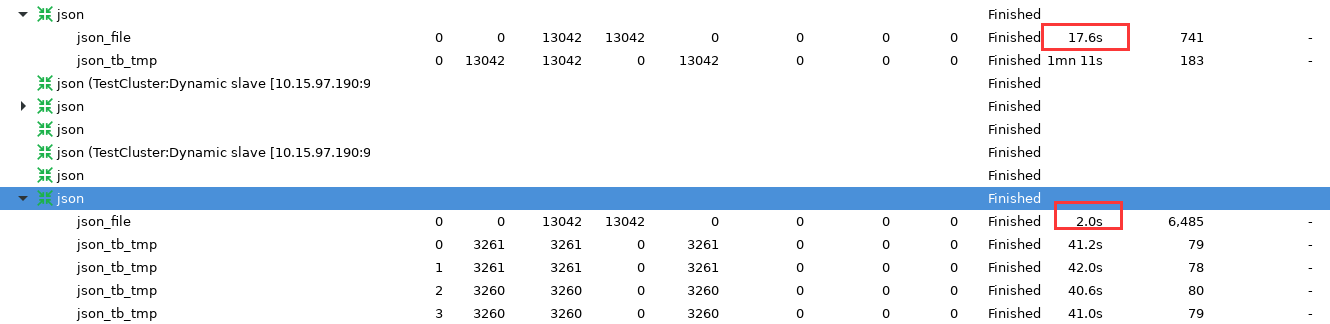 json Finished
json_file 0 0 13042 13042 0 0 0 0 Finished 17.6s 741 -
json_tb_tmp 0 13042 13042 0 13042 0 0 0 Finished 1mn 11s 183 -
json (TestCluster:Dynamic slave [10.15.97.190:9 Finished
json Finished
json Finished
json (TestCluster:Dynamic slave [10.15.97.190:9 Finished
json Finished
json Finished
json_file 0 0 13042 13042 0 0 0 0 Finished 2.0s 6,485 -
json_tb_tmp 0 3261 3261 0 3261 0 0 0 Finished 41.2s 79 -
json_tb_tmp 1 3261 3261 0 3261 0 0 0 Finished 42.0s 78 -
json_tb_tmp 2 3260 3260 0 3260 0 0 0 Finished 40.6s 80 -
json_tb_tmp 3 3260 3260 0 3260 0 0 0 Finished 41.0s 79 -